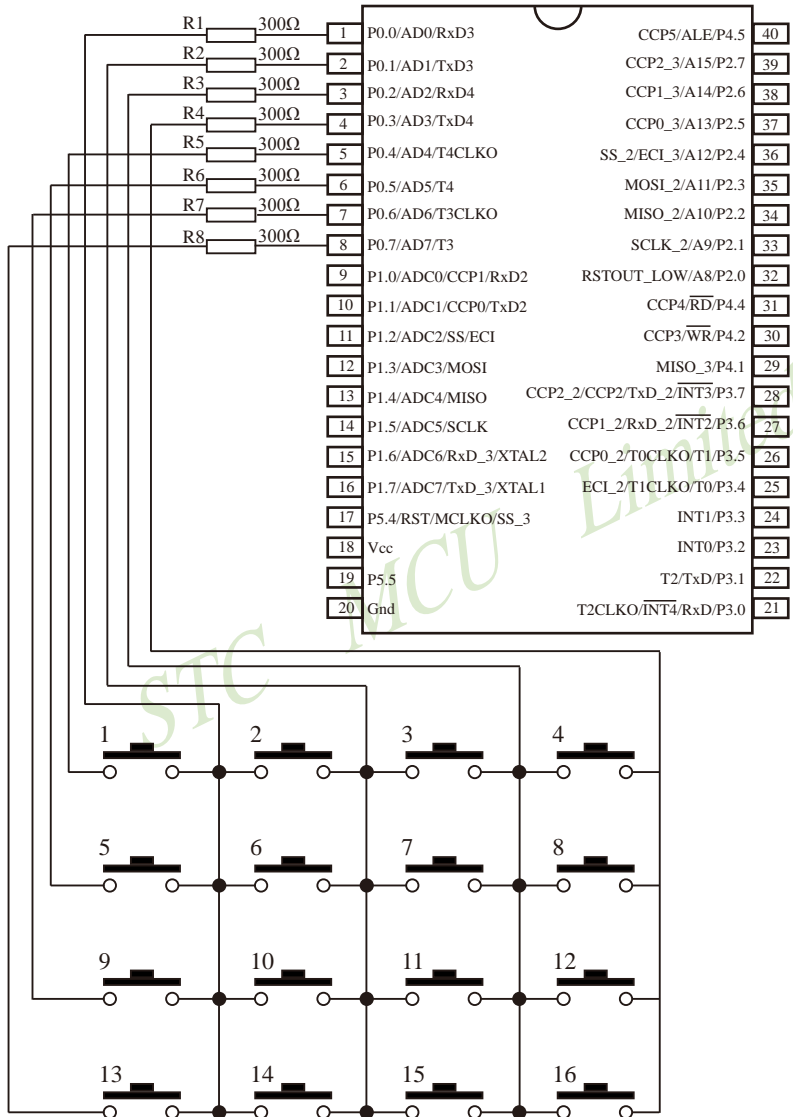 R1 300Ω 1 P0.0/AD0/RxD3 CCP5/ALE/P4.5 40
R2 300Ω 2 P0.1/AD1/TxD3 CCP2_3/A15/P2.7 39
R3 300Ω 3 P0.2/AD2/RxD4 CCP1_3/A14/P2.6 38
R4 300Ω 4 P0.3/AD3/TxD4 CCP0_3/A13/P2.5 37
R5 300Ω 5 P0.4/AD4/T4CLKO SS_2/ECI_3/A12/P2.4 36
R6 300Ω 6 P0.5/AD5/T4 MOSI_2/A11/P2.3 35
R7 300Ω 7 P0.6/AD6/T3CLKO MISO_2/A10/P2.2 34
R8 300Ω 8 P0.7/AD7/T3 SCLK_2/A9/P2.1 33
9 P1.0/ADC0/CCP1/RxD2 RSTOUT_LOW/A8/P2.0 32
10 P1.1/ADC1/CCP0/TxD2 CCP4/RD/P4.4 31
11 P1.2/ADC2/SS/ECI CCP3/WR/P4.2 30
12 P1.3/ADC3/MOSI MISO_3/P4.1 29
13 P1.4/ADC4/MISO CCP2_2/CCP2/TxD_2/INT3/P3.7 28
14 P1.5/ADC5/SCLK CCP1_2/RxD_2/INT2/P3.6 27
15 P1.6/ADC6/RxD_3/XTAL2 CCP0_2/T0CLKO/T1/P3.5 26
16 P1.7/ADC7/TxD_3/XTAL1 ECI_2/T1CLKO/T0/P3.4 25
17 P5.4/RST/MCLKO/SS_3 INT1/P3.3 24
18 Vcc INT0/P3.2 23
19 P5.5 T2/TxD/P3.1 22
20 Gnd T2CLKO/INT4/RxD/P3.0 21
STC MCU Limited
1 2 3 4
5 6 7 8
9 10 11 12
13 14 15 16